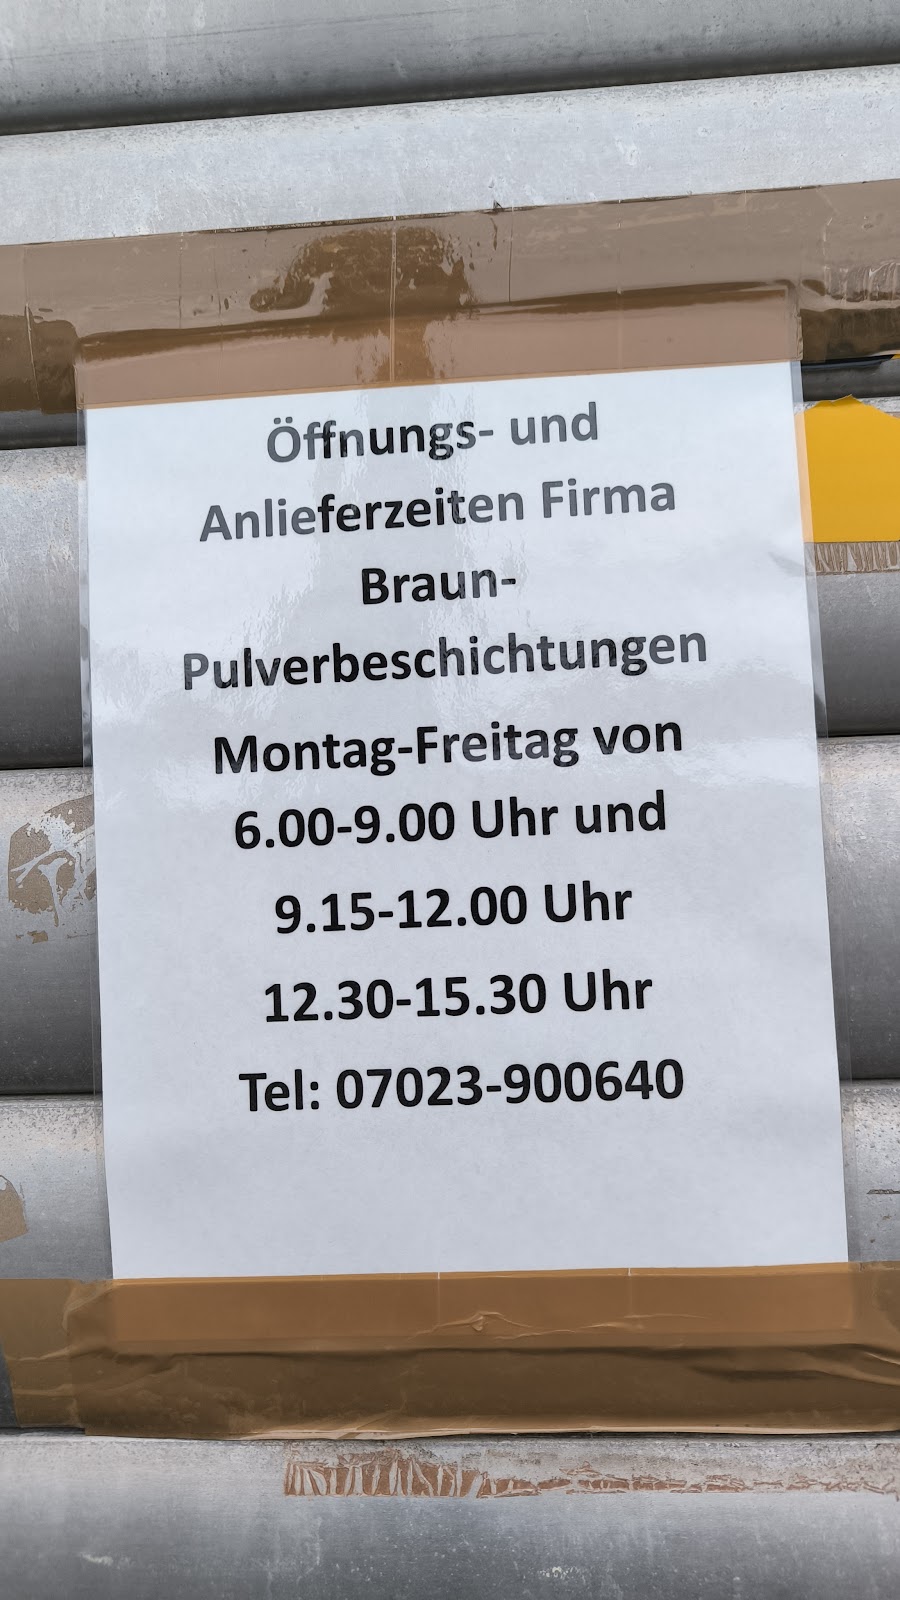 Öffnungs- und
Anlieferzeiten Firma
Braun-
Pulverbeschichtungen
Montag-Freitag von
6.00-9.00 Uhr und
9.15-12.00 Uhr
12.30-15.30 Uhr
Tel: 07023-900640